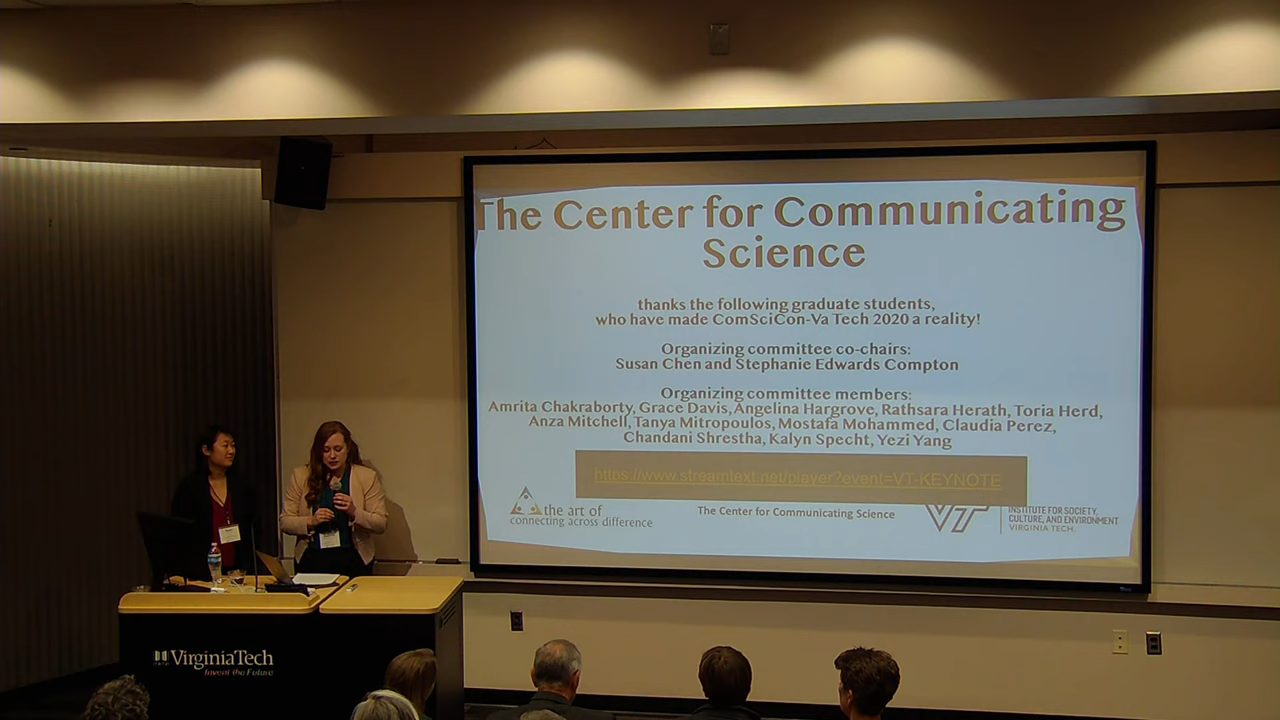 The Center for Communicating
Science
thanks the following graduate students,
who have made ComSciCon-Va Tech 2020 a reality!
Organizing committee co-chairs:
Susan Chen and Stephanie Edwards Compton
Organizing committee members:
Amrita Chakraborty, Grace Davis, Angelina Hargrove, Rathsara Herath, Toria Herd,
Anza Mitchell, Tanya Mitropoulos, Mostafa Mohammed, Claudia Perez,
Chandani Shrestha, Kalyn Specht, Yezi Yang
https://www.streamtext.net/player?event=VT-KEYNOTE
the art of
connecting across difference
The Center for Communicating Science
VT
INSTITUTE FOR SOCIETY,
CULTURE, AND ENVIRONMENT
VIRGINIA TECH
VirginiaTech
Invent the Future